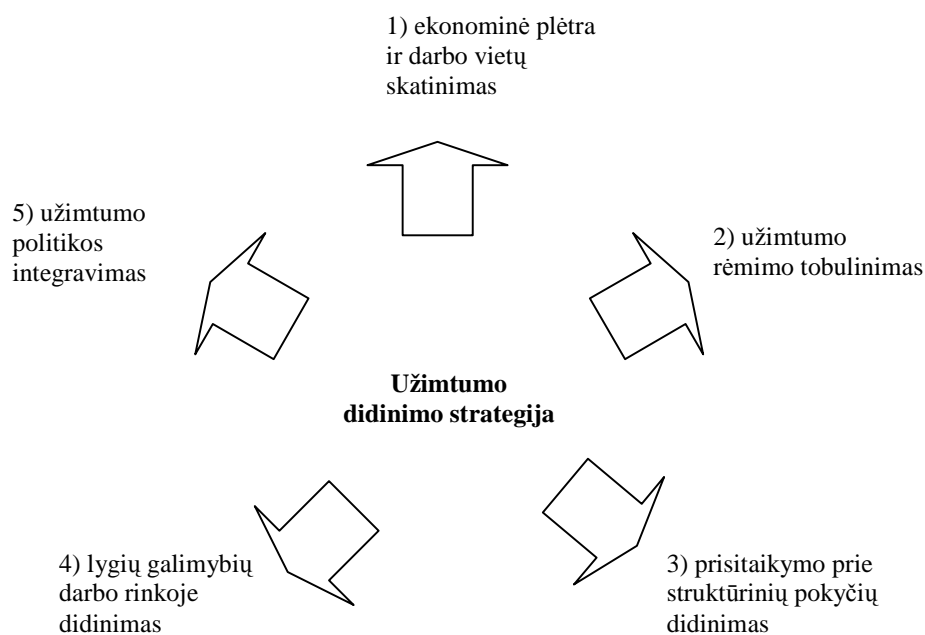 1) ekonominė plėtra
ir darbo vietų
skatinimas
2) užimtumo
rėmimo tobulinimas
3) prisitaikymo prie
struktūrinių pokyčių
didinimas
4) lygių galimybių
darbo rinkoje
didinimas
5) užimtumo
politikos
integravimas
Užimtumo
didinimo strategija